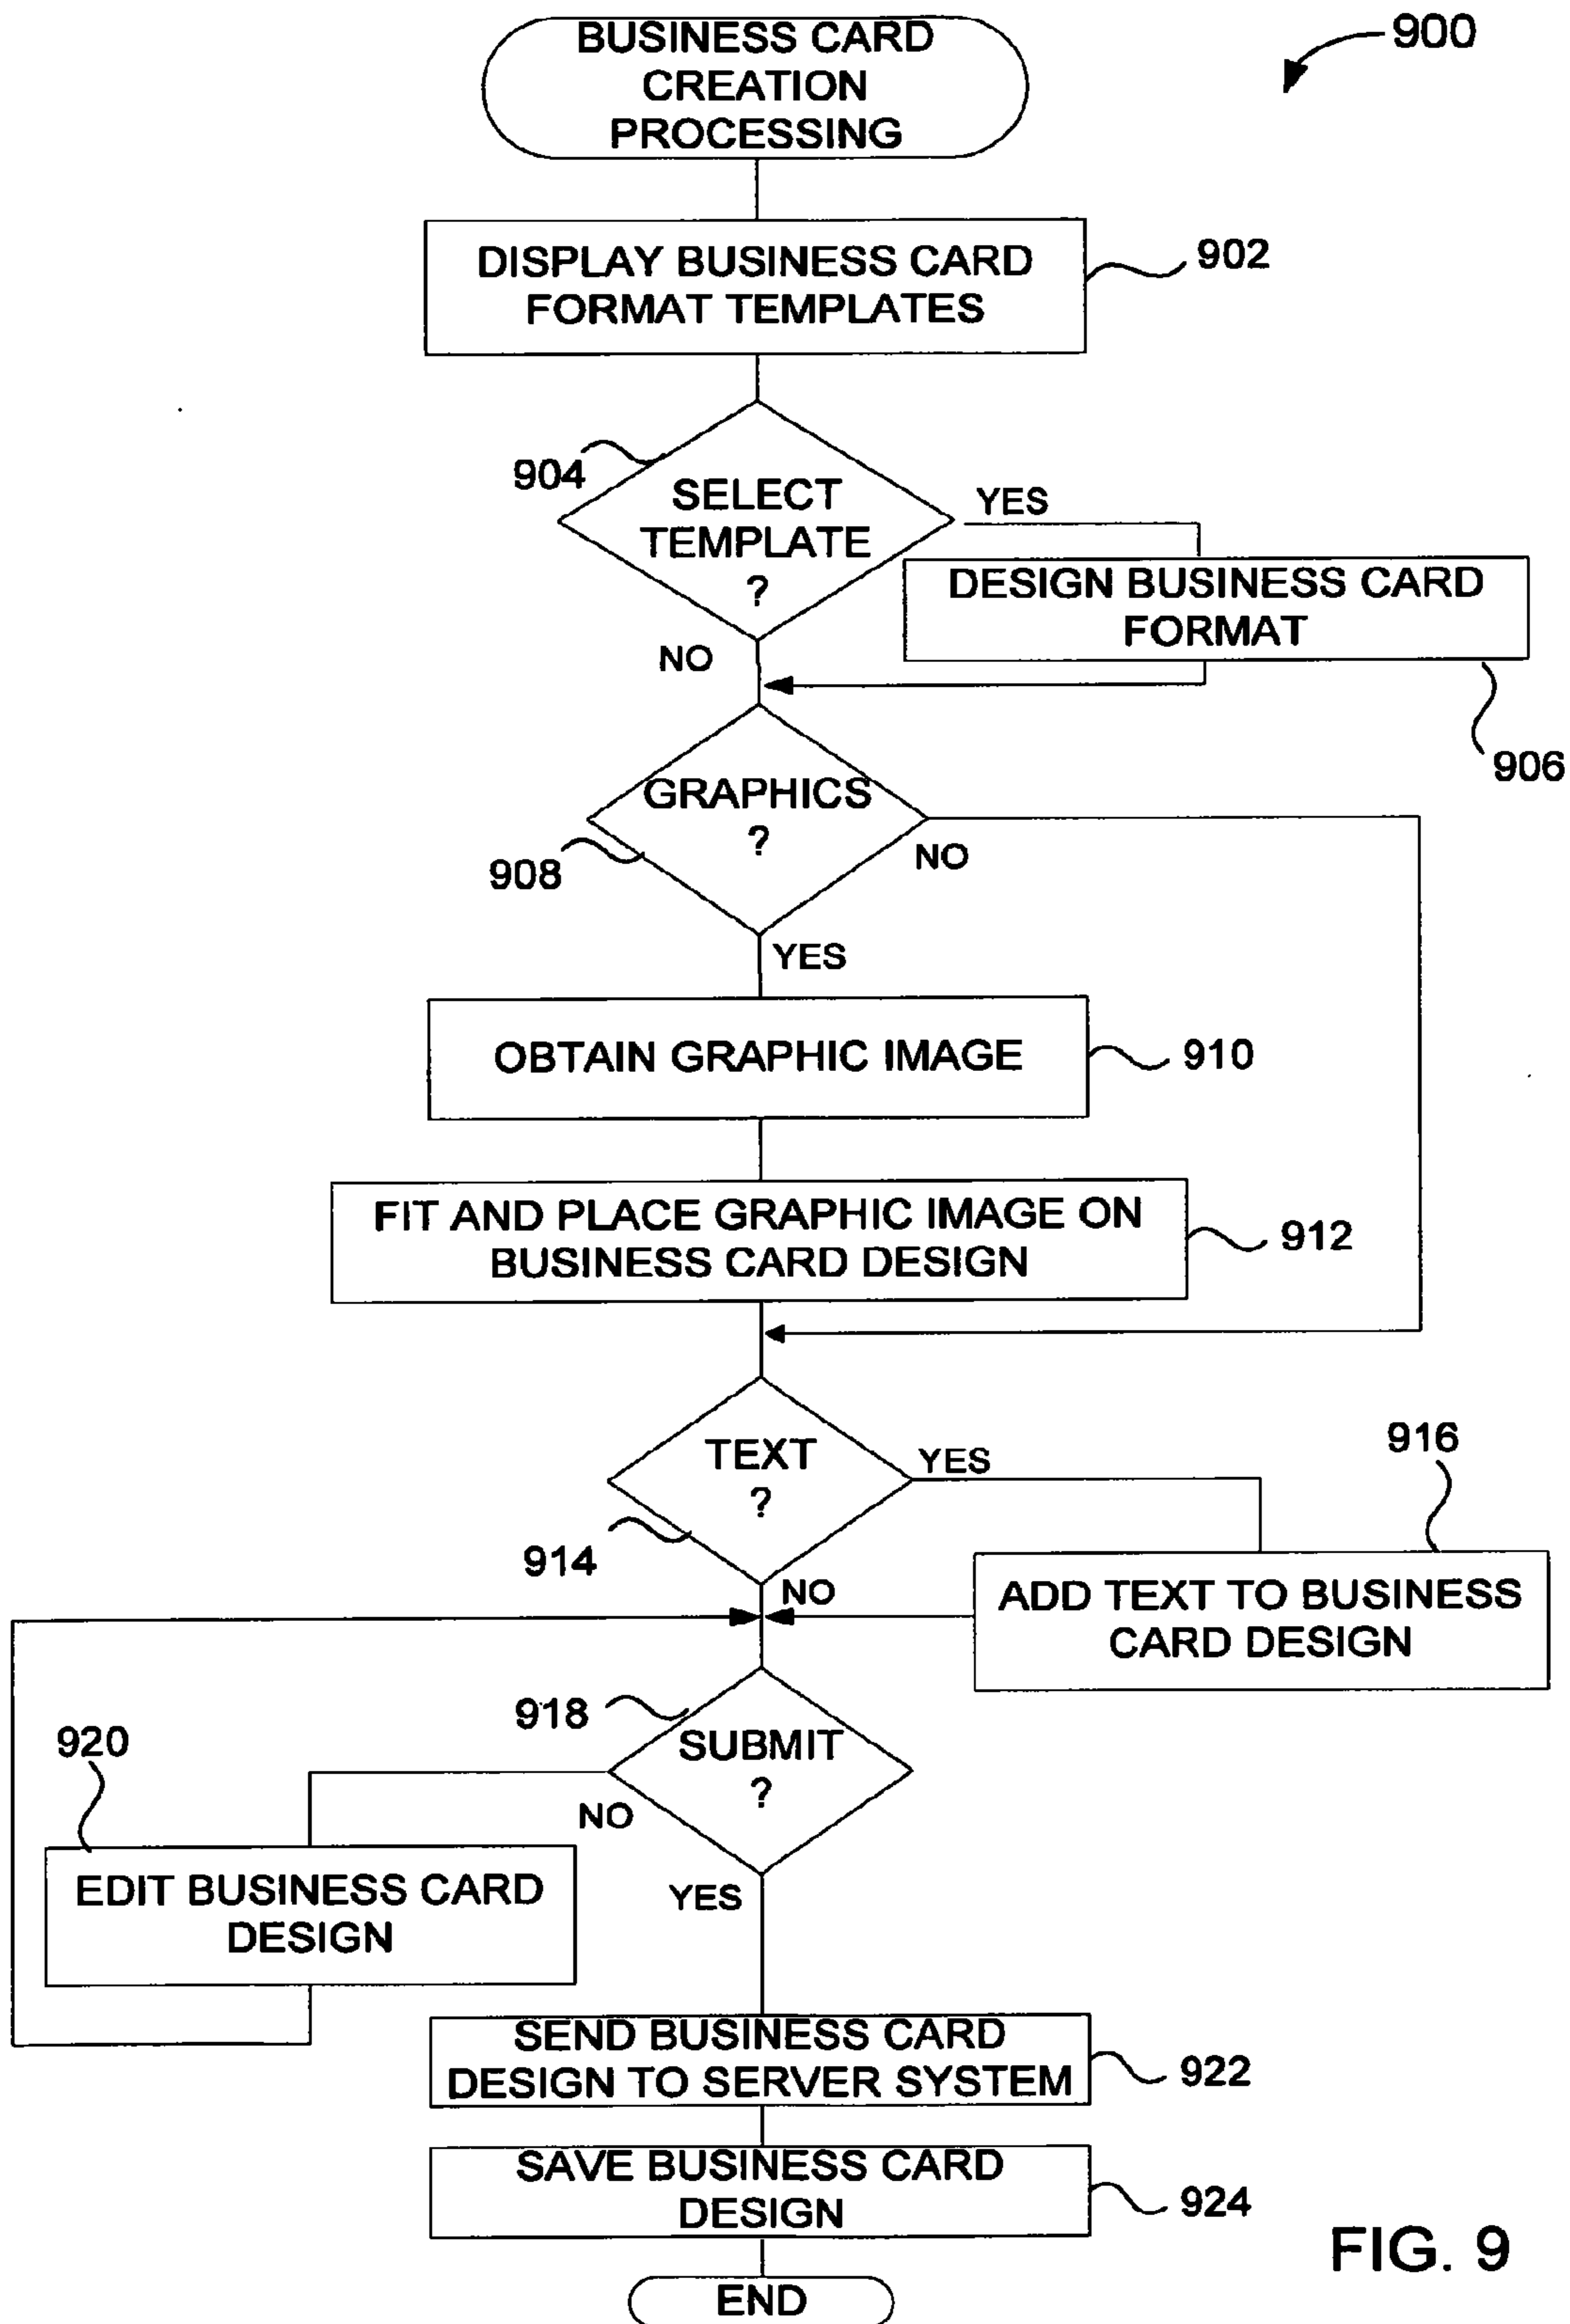 BUSINESS CARD
CREATION
PROCESSING
900
DISPLAY BUSINESS CARD
FORMAT TEMPLATES
902
904
SELECT
TEMPLATE
?
YES
NO
DESIGN BUSINESS CARD
FORMAT
906
GRAPHICS
?
908
NO
YES
OBTAIN GRAPHIC IMAGE
910
FIT AND PLACE GRAPHIC IMAGE ON
BUSINESS CARD DESIGN
912
TEXT
?
YES
914
NO
916
ADD TEXT TO BUSINESS
CARD DESIGN
918
SUBMIT
?
NO
YES
920
EDIT BUSINESS CARD
DESIGN
SEND BUSINESS CARD
DESIGN TO SERVER SYSTEM
922
SAVE BUSINESS CARD
DESIGN
924
END
FIG. 9